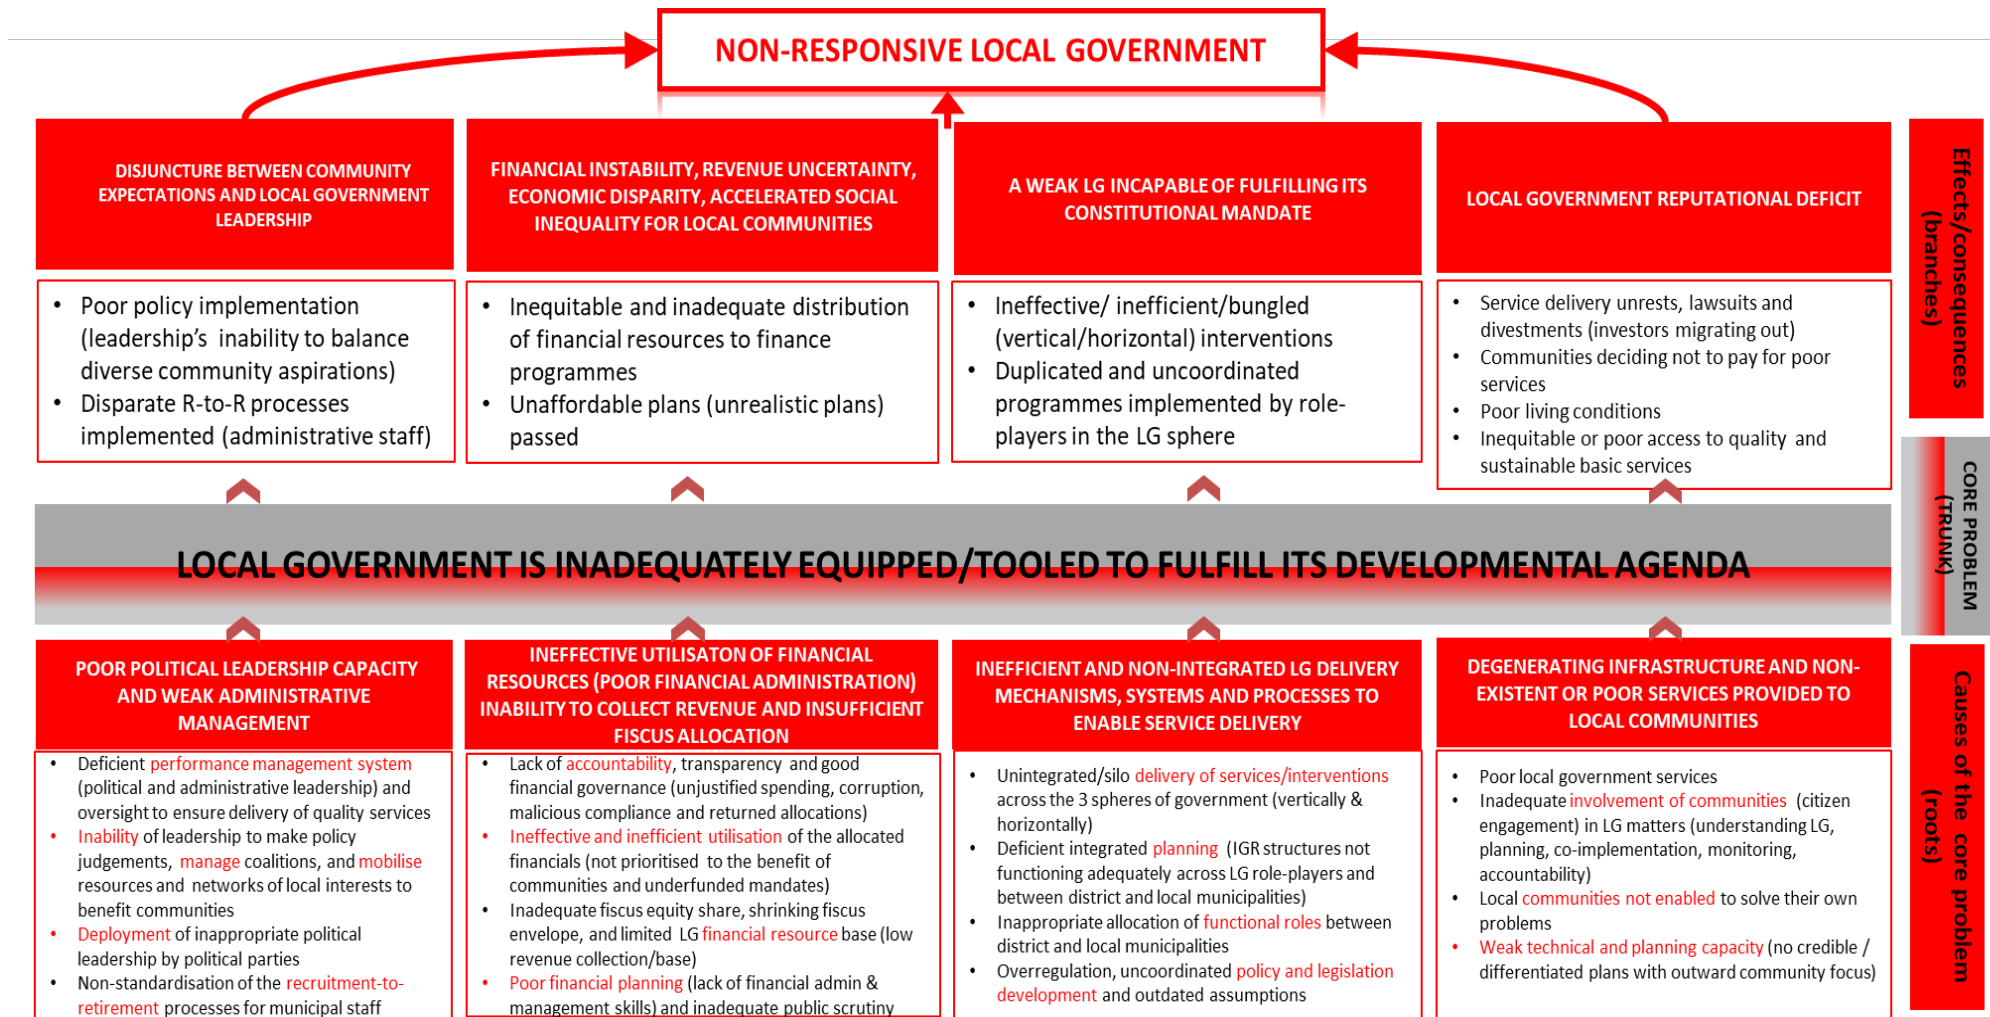 NON-RESPONSIVE LOCAL GOVERNMENT
DISJUNCTURE BETWEEN COMMUNITY
EXPECTATIONS AND LOCAL GOVERNMENT
LEADERSHIP
FINANCIAL INSTABILITY, REVENUE UNCERTAINTY,
ECONOMIC DISPARITY, ACCELERATED SOCIAL
INEQUALITY FOR LOCAL COMMUNITIES
A WEAK LG INCAPABLE OF FULFILLING ITS
CONSTITUTIONAL MANDATE
LOCAL GOVERNMENT REPUTATIONAL DEFICIT
Effects/consequences
(branches)
• Poor policy implementation
(leadership's inability to balance
diverse community aspirations)
• Disparate R-to-R processes
implemented (administrative staff)
• Inequitable and inadequate distribution
of financial resources to finance
programmes
• Unaffordable plans (unrealistic plans)
passed
• Ineffective/ inefficient/bungled
(vertical/horizontal) interventions
• Duplicated and uncoordinated
programmes implemented by role-
players in the LG sphere
• Service delivery unrests, lawsuits and
divestments (investors migrating out)
• Communities deciding not to pay for poor
services
• Poor living conditions
• Inequitable or poor access to quality and
sustainable basic services
LOCAL GOVERNMENT IS INADEQUATELY EQUIPPED/TOOLED TO FULFILL ITS DEVELOPMENTAL AGENDA
CORE PROBLEM
(TRUNK)
POOR POLITICAL LEADERSHIP CAPACITY
AND WEAK ADMINISTRATIVE
MANAGEMENT
INEFFECTIVE UTILISATON OF FINANCIAL
RESOURCES (POOR FINANCIAL ADMINISTRATION)
INABILITY TO COLLECT REVENUE AND INSUFFICIENT
FISCUS ALLOCATION
INEFFICIENT AND NON-INTEGRATED LG DELIVERY
MECHANISMS, SYSTEMS AND PROCESSES TO
ENABLE SERVICE DELIVERY
DEGENERATING INFRASTRUCTURE AND NON-
EXISTENT OR POOR SERVICES PROVIDED TO
LOCAL COMMUNITIES
Causes of the core problem
(roots)
• Deficient performance management system
(political and administrative leadership) and
oversight to ensure delivery of quality services
• Inability of leadership to make policy
judgements, manage coalitions, and mobilise
resources and networks of local interests to
benefit communities
• Deployment of inappropriate political
leadership by political parties
• Non-standardisation of the recruitment-to-
retirement processes for municipal staff
• Lack of accountability, transparency and good
financial governance (unjustified spending, corruption,
malicious compliance and returned allocations)
• Ineffective and inefficient utilisation of the allocated
financials (not prioritised to the benefit of
communities and underfunded mandates)
• Inadequate fiscus equity share, shrinking fiscus
envelope, and limited LG financial resource base (low
revenue collection/base)
• Poor financial planning (lack of financial admin &
management skills) and inadequate public scrutiny
• Unintegrated/silo delivery of services/interventions
across the 3 spheres of government (vertically &
horizontally)
• Deficient integrated planning (IGR structures not
functioning adequately across LG role-players and
between district and local municipalities)
• Inappropriate allocation of functional roles between
district and local municipalities
• Overregulation, uncoordinated policy and legislation
development and outdated assumptions
• Poor local government services
• Inadequate involvement of communities (citizen
engagement) in LG matters (understanding LG,
planning, co-implementation, monitoring,
accountability)
• Local communities not enabled to solve their own
problems
• Weak technical and planning capacity (no credible /
differentiated plans with outward community focus)